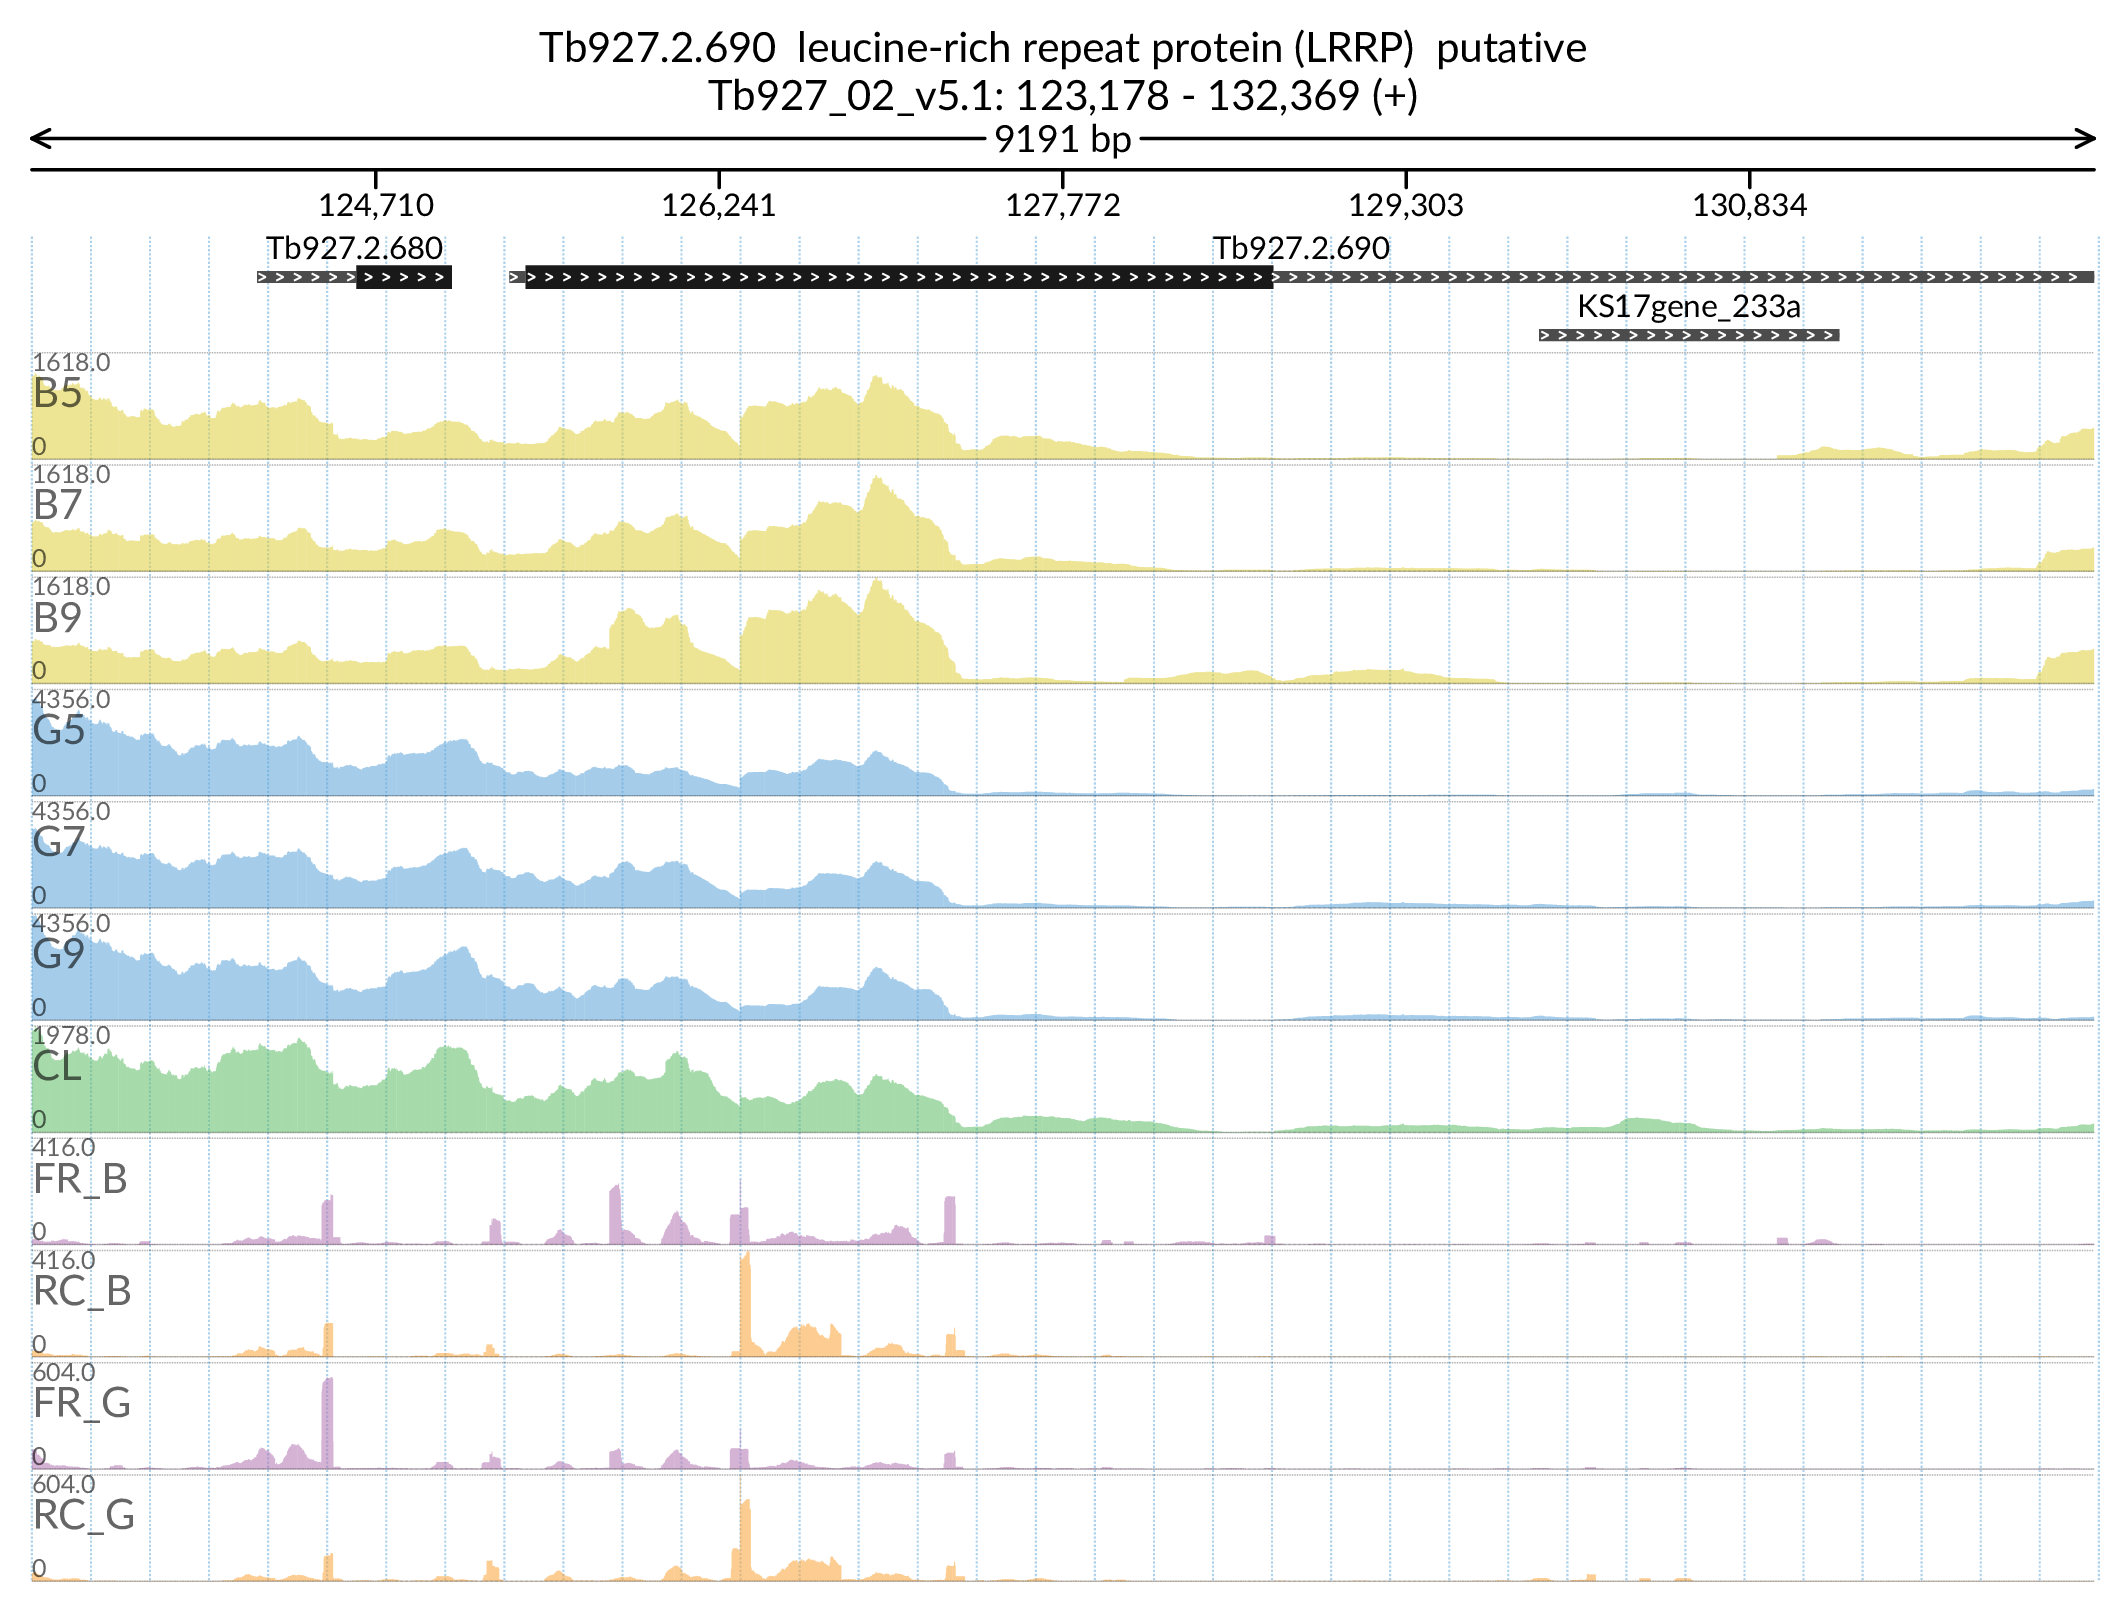 Tb927.2.690 leucine-rich repeat protein (LRRP) putative
Tb927_02_v5.1: 123,178 - 132,369 (+)
9191 bp
124,710 126,241 127,772 129,303 130,834
Tb927.2.680 Tb927.2.690
KS17gene_233a
1618.0
B5
0
1618.0
B7
0
1618.0
B9
0
4356.0
G5
0
4356.0
G7
0
4356.0
G9
0
1978.0
CL
0
416.0
FR_B
0
416.0
RC_B
0
604.0
FR_G
0
604.0
RC_G
0